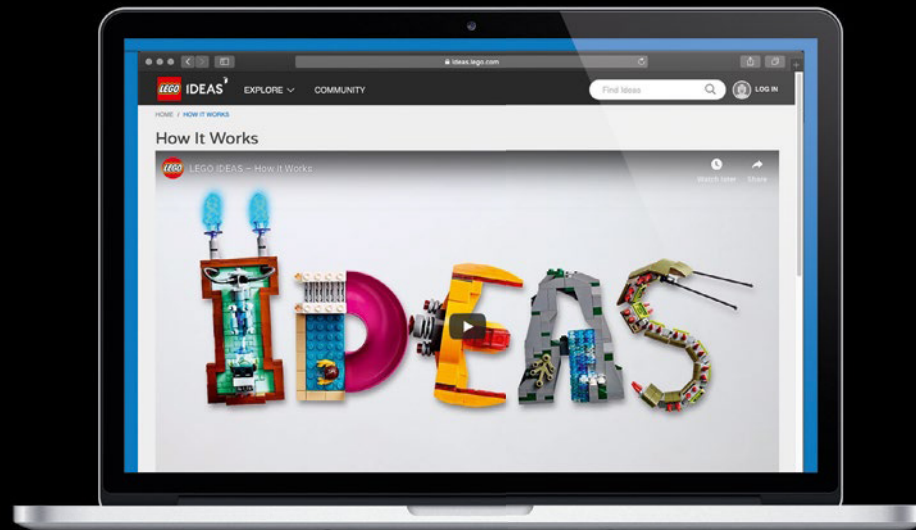 ideas.lego.com
LEGO IDEAS
EXPLORE
COMMUNITY
Find Ideas
LOG IN
HOME / HOW IT WORKS
How It Works
LEGO
LEGO IDEAS – How It Works
Watch later
Share
IDEAS